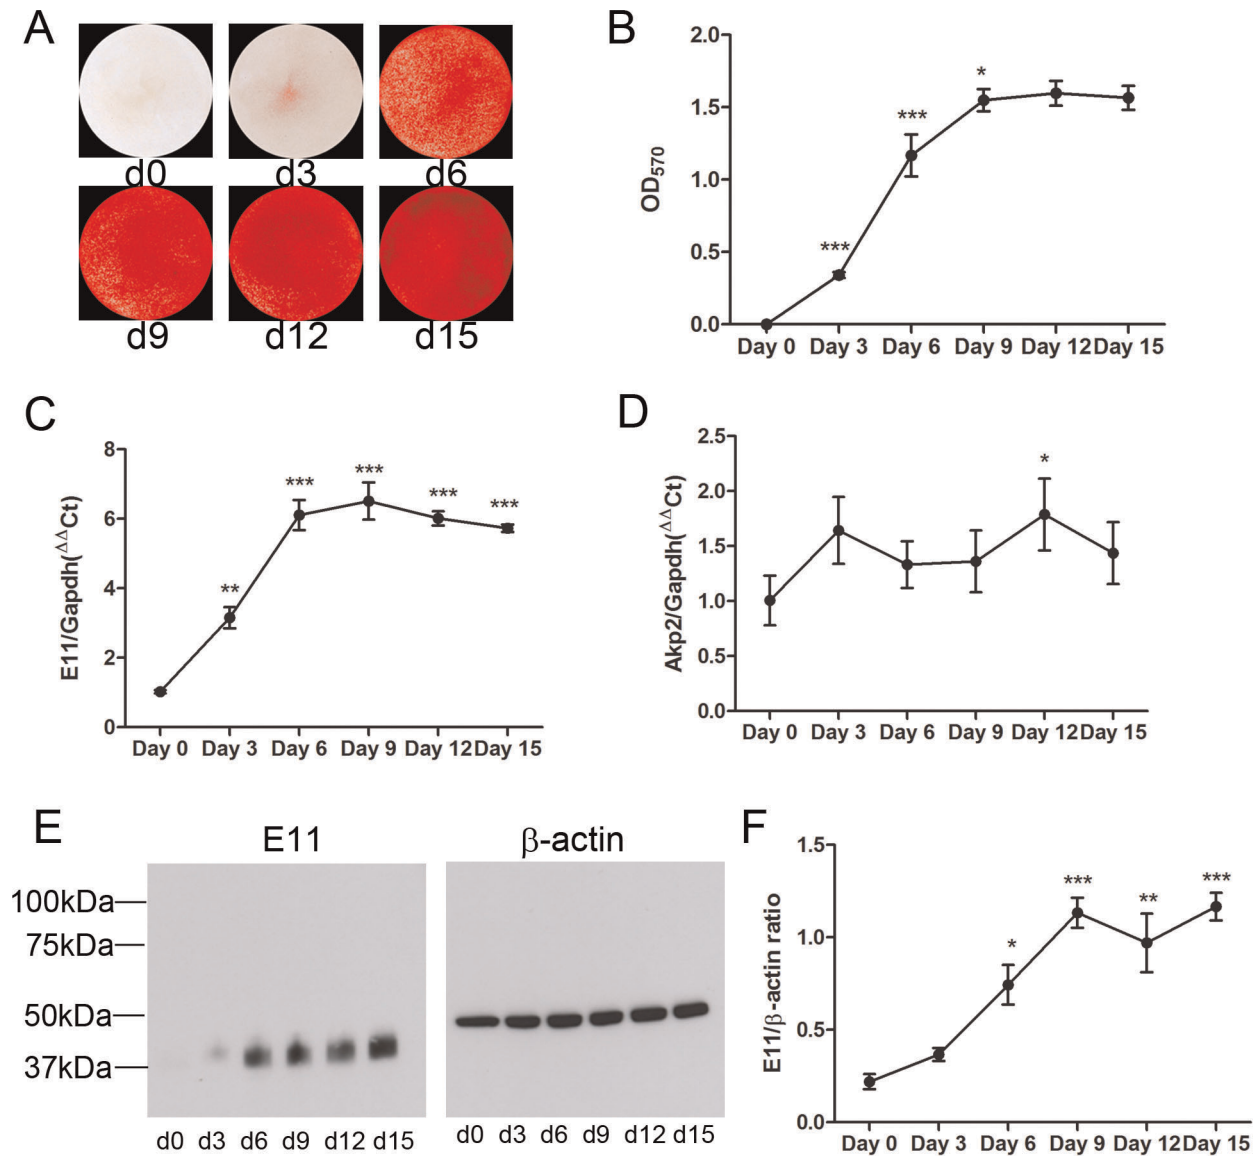 A
d0 d3 d6
d9 d12 d15
B
OD570
2.0
1.5
1.0
0.5
0.0
* 
***
***
Day 0 Day 3 Day 6 Day 9 Day 12 Day 15
C
E11/Gapdh(ΔΔCt)
8
6
4
2
0
**
***
***
***
***
Day 0 Day 3 Day 6 Day 9 Day 12 Day 15
D
Akp2/Gapdh(ΔΔCt)
2.5
2.0
1.5
1.0
0.5
0.0
*
Day 0 Day 3 Day 6 Day 9 Day 12 Day 15
E
E11
β-actin
100kDa
75kDa
50kDa
37kDa
d0 d3 d6 d9 d12 d15
d0 d3 d6 d9 d12 d15
F
E11/β-actin ratio
1.5
1.0
0.5
0.0
*
***
**
***
Day 0 Day 3 Day 6 Day 9 Day 12 Day 15